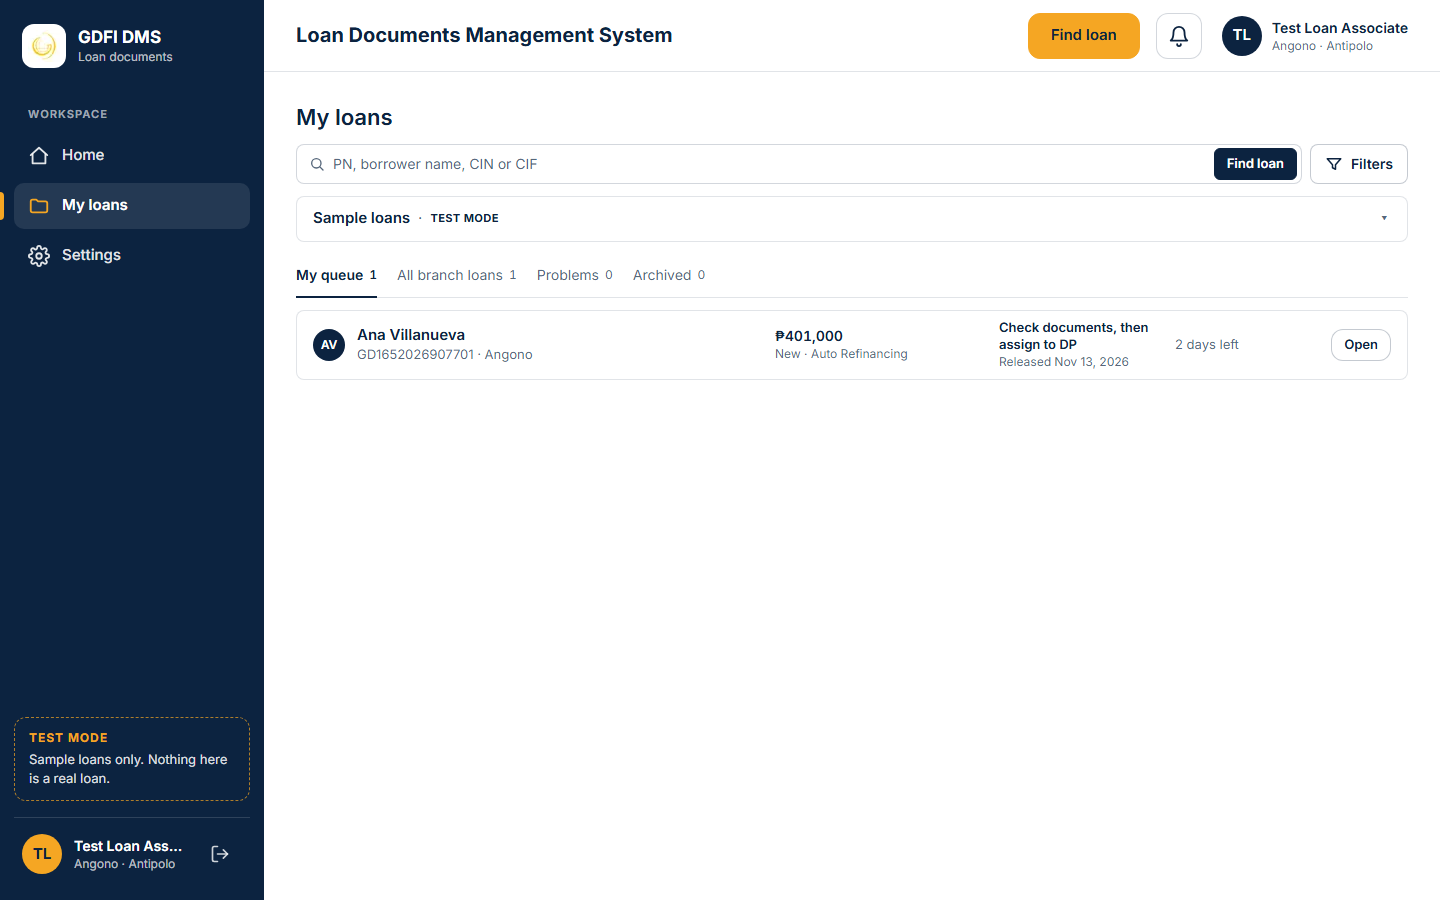 GDFI DMS
Loan documents
WORKSPACE
Home
My loans
Settings
TEST MODE
Sample loans only. Nothing here
is a real loan.
TL
Test Loan Ass...
Angono · Antipolo
Loan Documents Management System
Find loan
TL
Test Loan Associate
Angono · Antipolo
My loans
PN, borrower name, CIN or CIF
Find loan
Filters
Sample loans · TEST MODE
My queue 1
All branch loans 1
Problems 0
Archived 0
AV
Ana Villanueva
GD1652026907701 · Angono
₱401,000
New · Auto Refinancing
Check documents, then
assign to DP
Released Nov 13, 2026
2 days left
Open